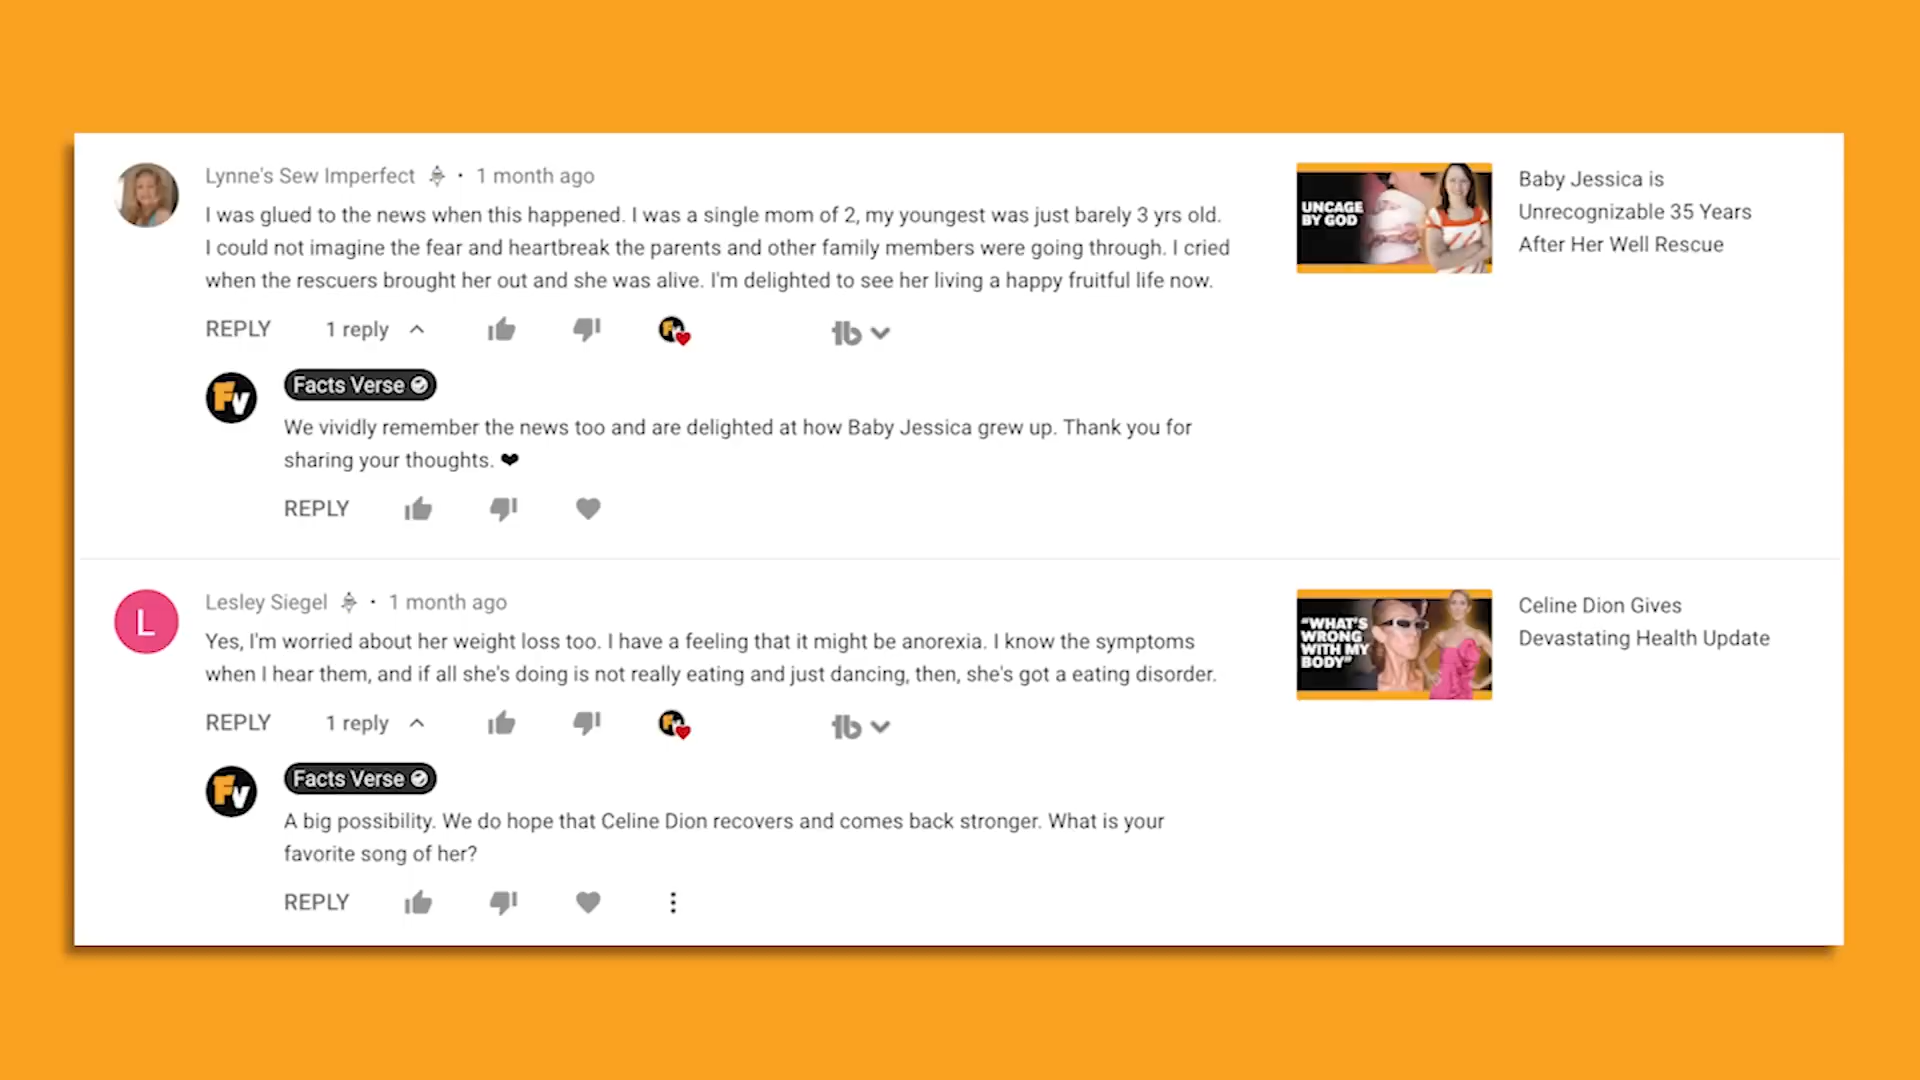 Lynne's Sew Imperfect · 1 month ago
I was glued to the news when this happened. I was a single mom of 2, my youngest was just barely 3 yrs old.
I could not imagine the fear and heartbreak the parents and other family members were going through. I cried
when the rescuers brought her out and she was alive. I'm delighted to see her living a happy fruitful life now.
REPLY 1 reply
tb
UNCAGE
BY GOD
Baby Jessica is
Unrecognizable 35 Years
After Her Well Rescue
Fv
Facts Verse
We vividly remember the news too and are delighted at how Baby Jessica grew up. Thank you for
sharing your thoughts. ❤
REPLY
L
Lesley Siegel · 1 month ago
Yes, I'm worried about her weight loss too. I have a feeling that it might be anorexia. I know the symptoms
when I hear them, and if all she's doing is not really eating and just dancing, then, she's got a eating disorder.
REPLY 1 reply
tb
"WHAT'S
WRONG
WITH MY
BODY"
Celine Dion Gives
Devastating Health Update
Fv
Facts Verse
A big possibility. We do hope that Celine Dion recovers and comes back stronger. What is your
favorite song of her?
REPLY